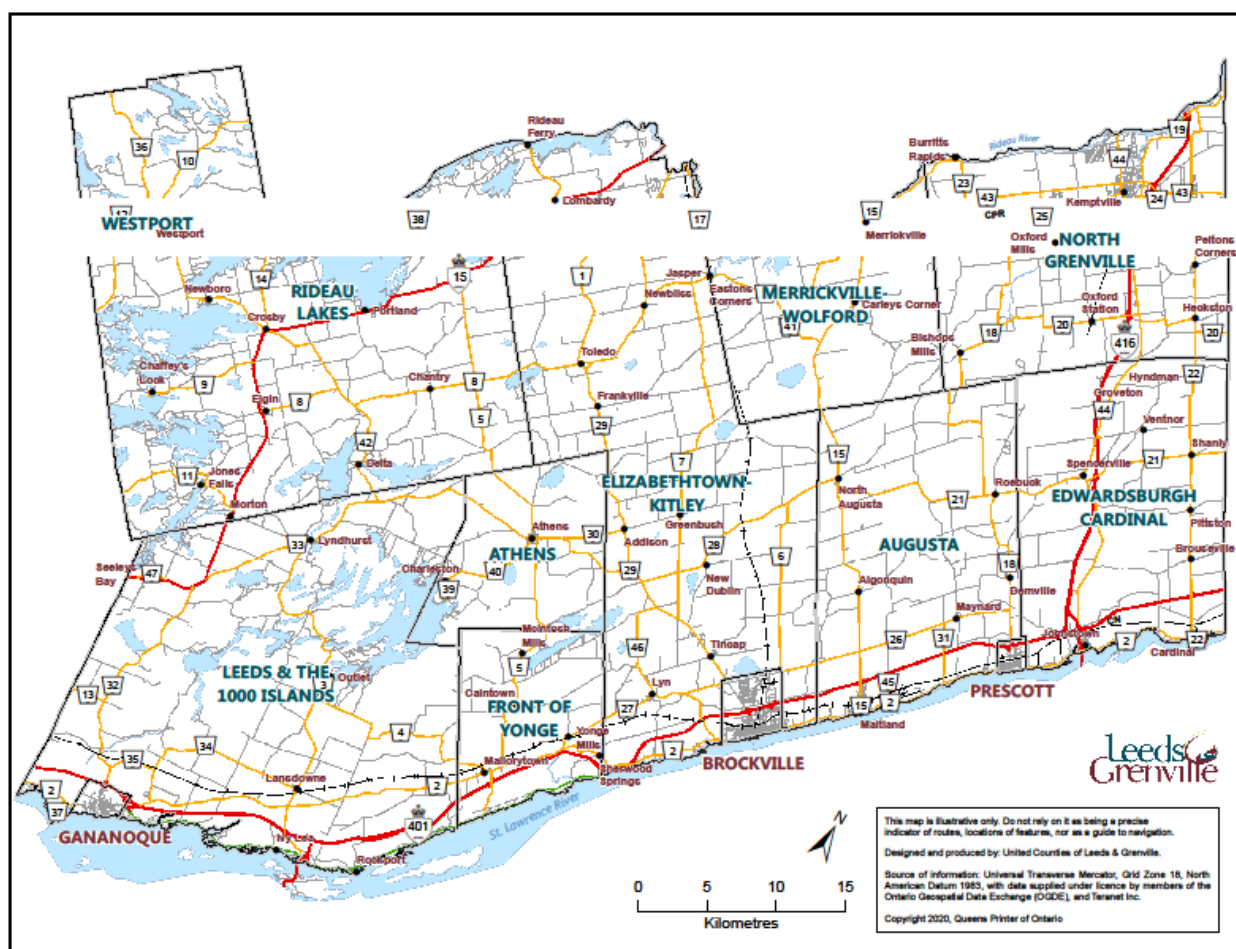 Rideau
Ferry
Rideau River
19
36
10
Burritts
Rapids
44
23
43
Kemptville
24
43
Lombardy
CPR
WESTPORT
Westport
38
17
15
Merrickville
25
Oxford
Mills
NORTH
GRENVILLE
Peltons
Corners
14
15
1
Jasper
Eastons
Corners
Newboro
RIDEAU
LAKES
Portland
Newbliss
MERRICKVILLE-
WOLFORD
Carleys Corner
41
Crosby
Oxford
Station
Heckston
18
20
20
416
Bishops
Mills
Toledo
Chaffey's
Lock
9
Chantry
8
Hyndman
22
Elgin
8
5
Frankville
29
Groveton
44
Ventnor
42
Delta
7
15
Shanly
21
11
Jones
Falls
ELIZABETHTOWN-
KITLEY
North
Augusta
21
Roebuck
Spencerville
EDWARDSBURGH
CARDINAL
Morton
Athens
30
Addison
Greenbush
28
Pittston
33
Lyndhurst
ATHENS
6
AUGUSTA
Brouseville
Seeleys
Bay
47
Charleston
40
39
29
New
Dublin
Algonquin
18
Domville
Maynard
McIntosh
Mills
5
46
Tincap
26
31
Johnstown
CN
2
22
Cardinal
LEEDS & THE
1000 ISLANDS
3
Outlet
13
32
Caintown
FRONT OF
YONGE
27
Lyn
45
15
2
Maitland
PRESCOTT
34
4
Yonge
Mills
35
Lansdowne
Mallorytown
2
Sherwood
Springs
2
BROCKVILLE
Leeds
Grenville
2
37
GANANOQUE
401
St. Lawrence River
Ivy Lea
Rockport
N
0 5 10 15
Kilometres
This map is illustrative only. Do not rely on it as being a precise
indicator of routes, locations of features, nor as a guide to navigation.
Designed and produced by: United Counties of Leeds & Grenville.
Source of information: Universal Transverse Mercator, Grid Zone 18, North
American Datum 1983, with data supplied under licence by members of the
Ontario Geospatial Data Exchange (OGDE), and Teranet Inc.
Copyright 2020, Queens Printer of Ontario